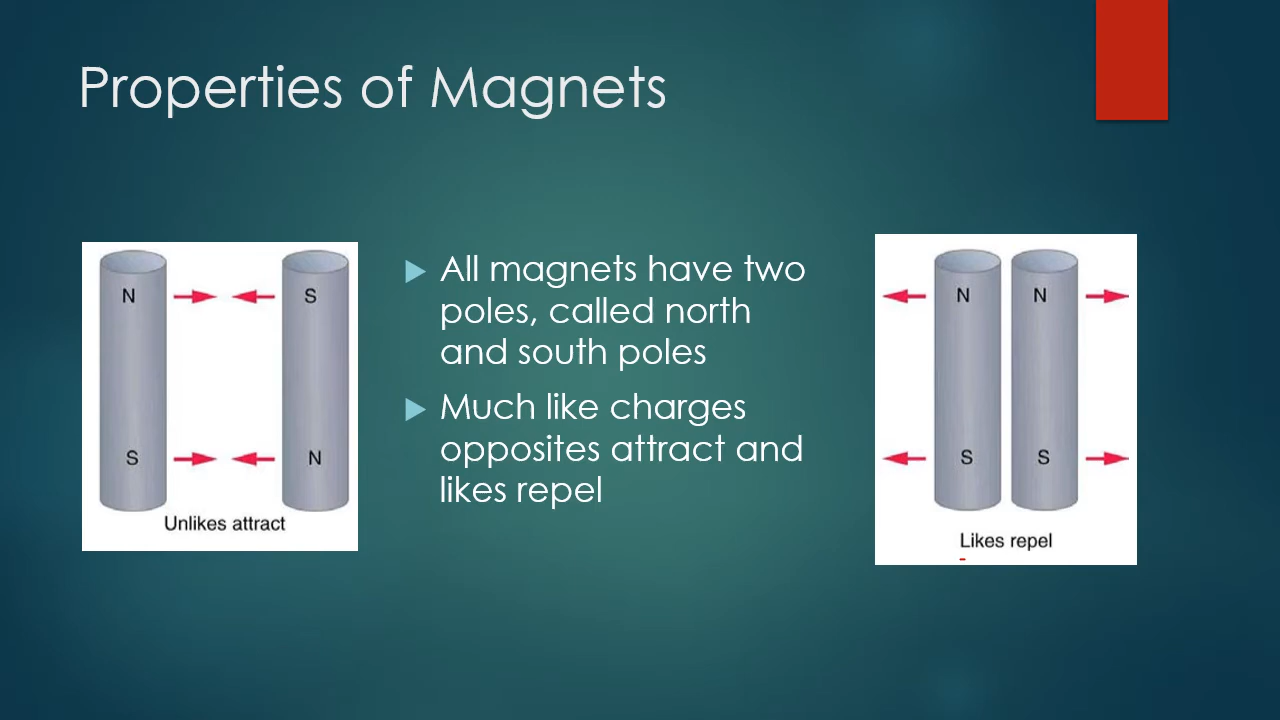 Properties of Magnets
N
S
S
N
Unlikes attract
All magnets have two
poles, called north
and south poles
Much like charges
opposites attract and
likes repel
N
N
S
S
Likes repel